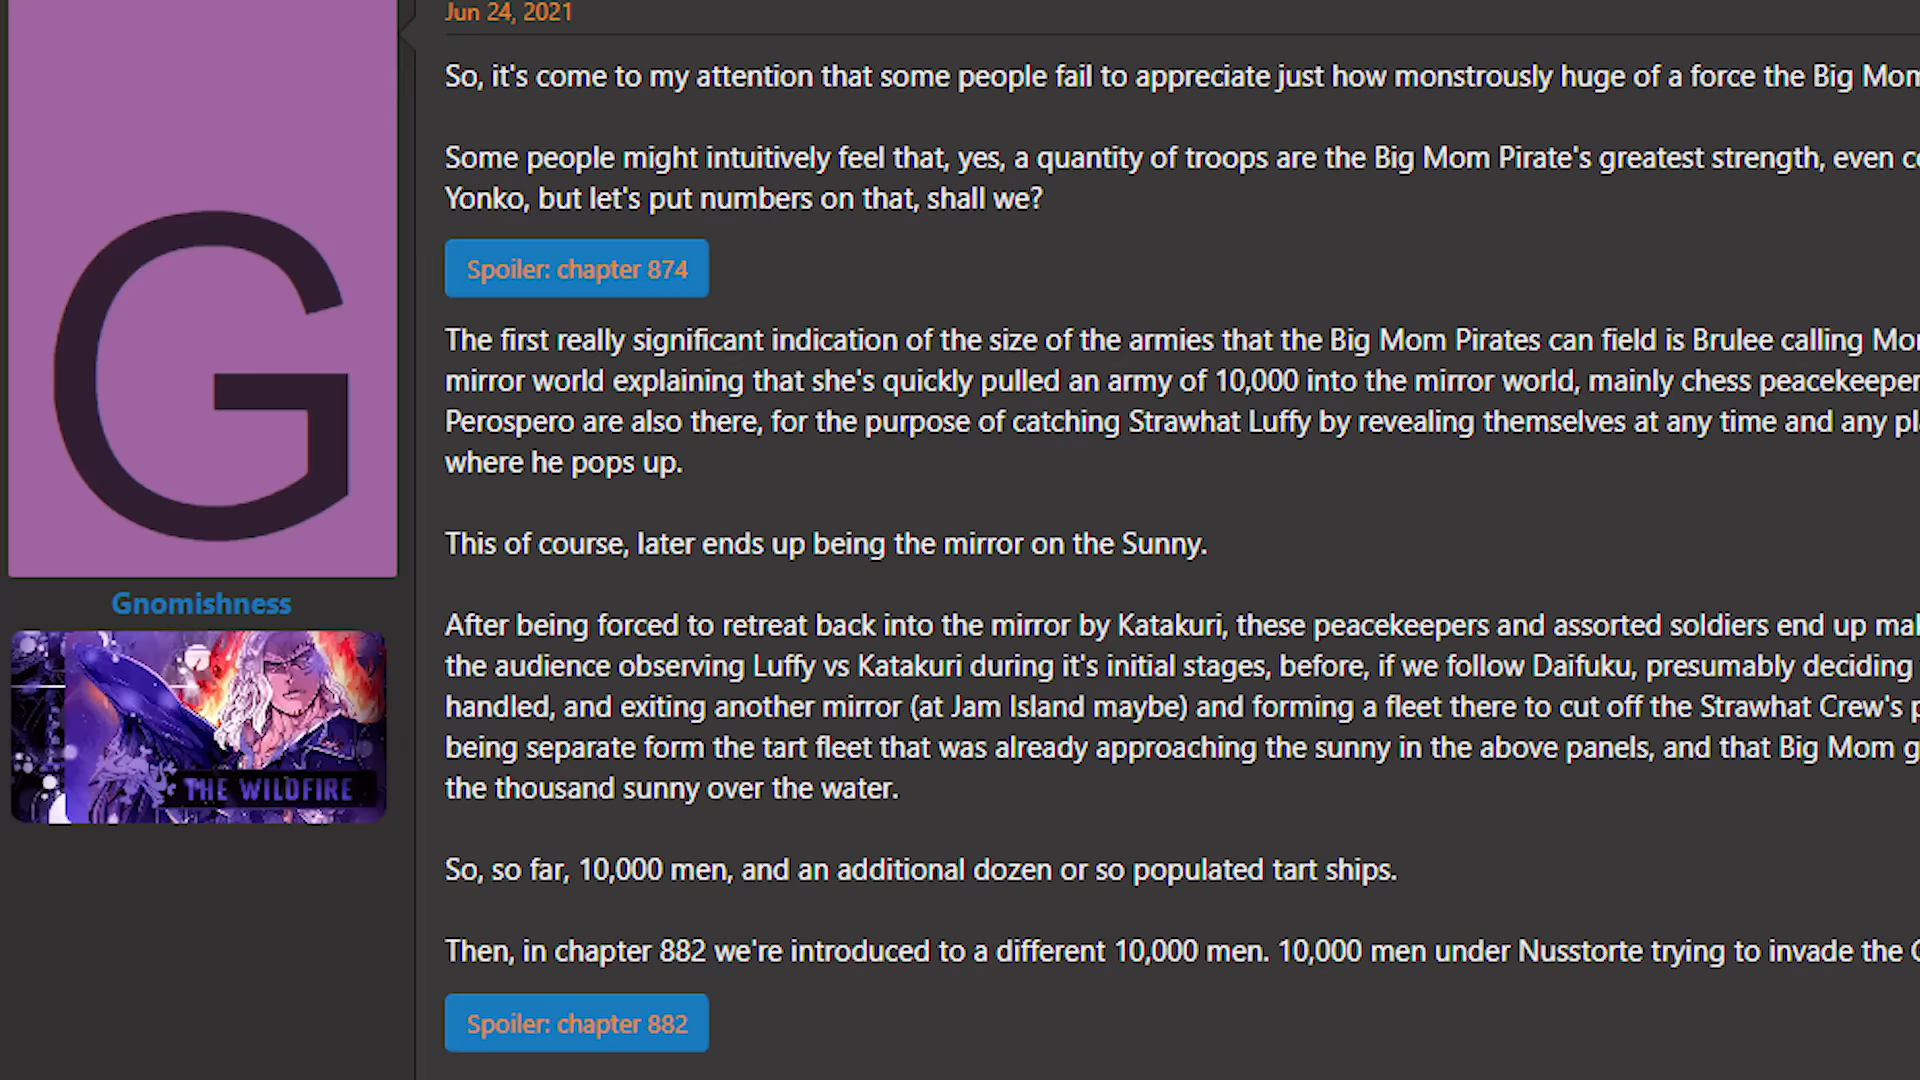 Jun 24, 2021
So, it's come to my attention that some people fail to appreciate just how monstrously huge of a force the Big Mom
Some people might intuitively feel that, yes, a quantity of troops are the Big Mom Pirate's greatest strength, even
Yonko, but let's put numbers on that, shall we?
Spoiler: chapter 874
The first really significant indication of the size of the armies that the Big Mom Pirates can field is Brulee calling
mirror world explaining that she's quickly pulled an army of 10,000 into the mirror world, mainly chess
Perospero are also there, for the purpose of catching Strawhat Luffy by revealing themselves at any time and any
where he pops up.
This of course, later ends up being the mirror on the Sunny.
After being forced to retreat back into the mirror by Katakuri, these peacekeepers and assorted soldiers end up
the audience observing Luffy vs Katakuri during it's initial stages, before, if we follow Daifuku, presumably deciding
handled, and exiting another mirror (at Jam Island maybe) and forming a fleet there to cut off the Strawhat Crew's
being separate form the tart fleet that was already approaching the sunny in the above panels, and that Big Mom
the thousand sunny over the water.
So, so far, 10,000 men, and an additional dozen or so populated tart ships.
Then, in chapter 882 we're introduced to a different 10,000 men. 10,000 men under Nusstorte trying to invade the
Spoiler: chapter 882
G
Gnomishness
THE WILDFIRE